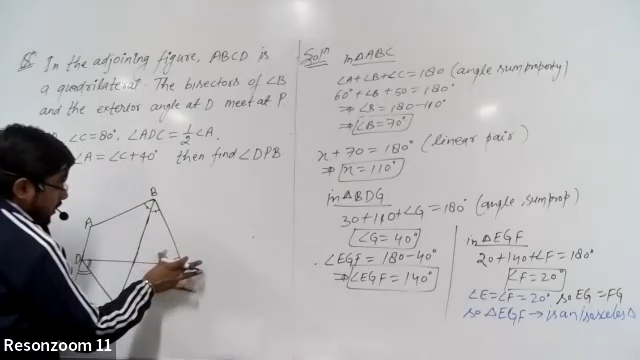 In the adjoining figure, ABCD is
a quadrilateral. The bisectors of ∠B
and the exterior angle at D meet at P
∠C=80°, ∠ADC = 1/2 ∠A.
∠A = ∠C+40° then find ∠DPB
B
A
D
Solⁿ
in △ABC
∠A+∠B+∠C=180 (angle sum property)
60°+∠B+50=180°
⇒∠B=180-110°
⇒∠B=70°
x+70=180° (linear pair)
⇒ x=110°
in △BDG
30+110+∠G=180° (angle sum prop)
∠G=40°
∠EGF = 180-40°
⇒∠EGF=140°
in △EGF
20+140+∠F=180°
∠F=20°
∠E=∠F=20° so EG=FG
so △EGF → is an isosceles △
Resonzoom 11